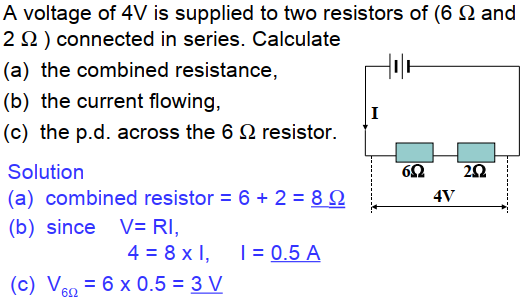 A voltage of 4V is supplied to two resistors of (6 Ω and
2 Ω ) connected in series. Calculate
(a) the combined resistance,
(b) the current flowing,
(c) the p.d. across the 6 Ω resistor.
I
6Ω 2Ω
4V
Solution
(a) combined resistor = 6 + 2 = 8 Ω
(b) since V= RI,
4 = 8 x I, I = 0.5 A
(c) V6Ω = 6 x 0.5 = 3 V